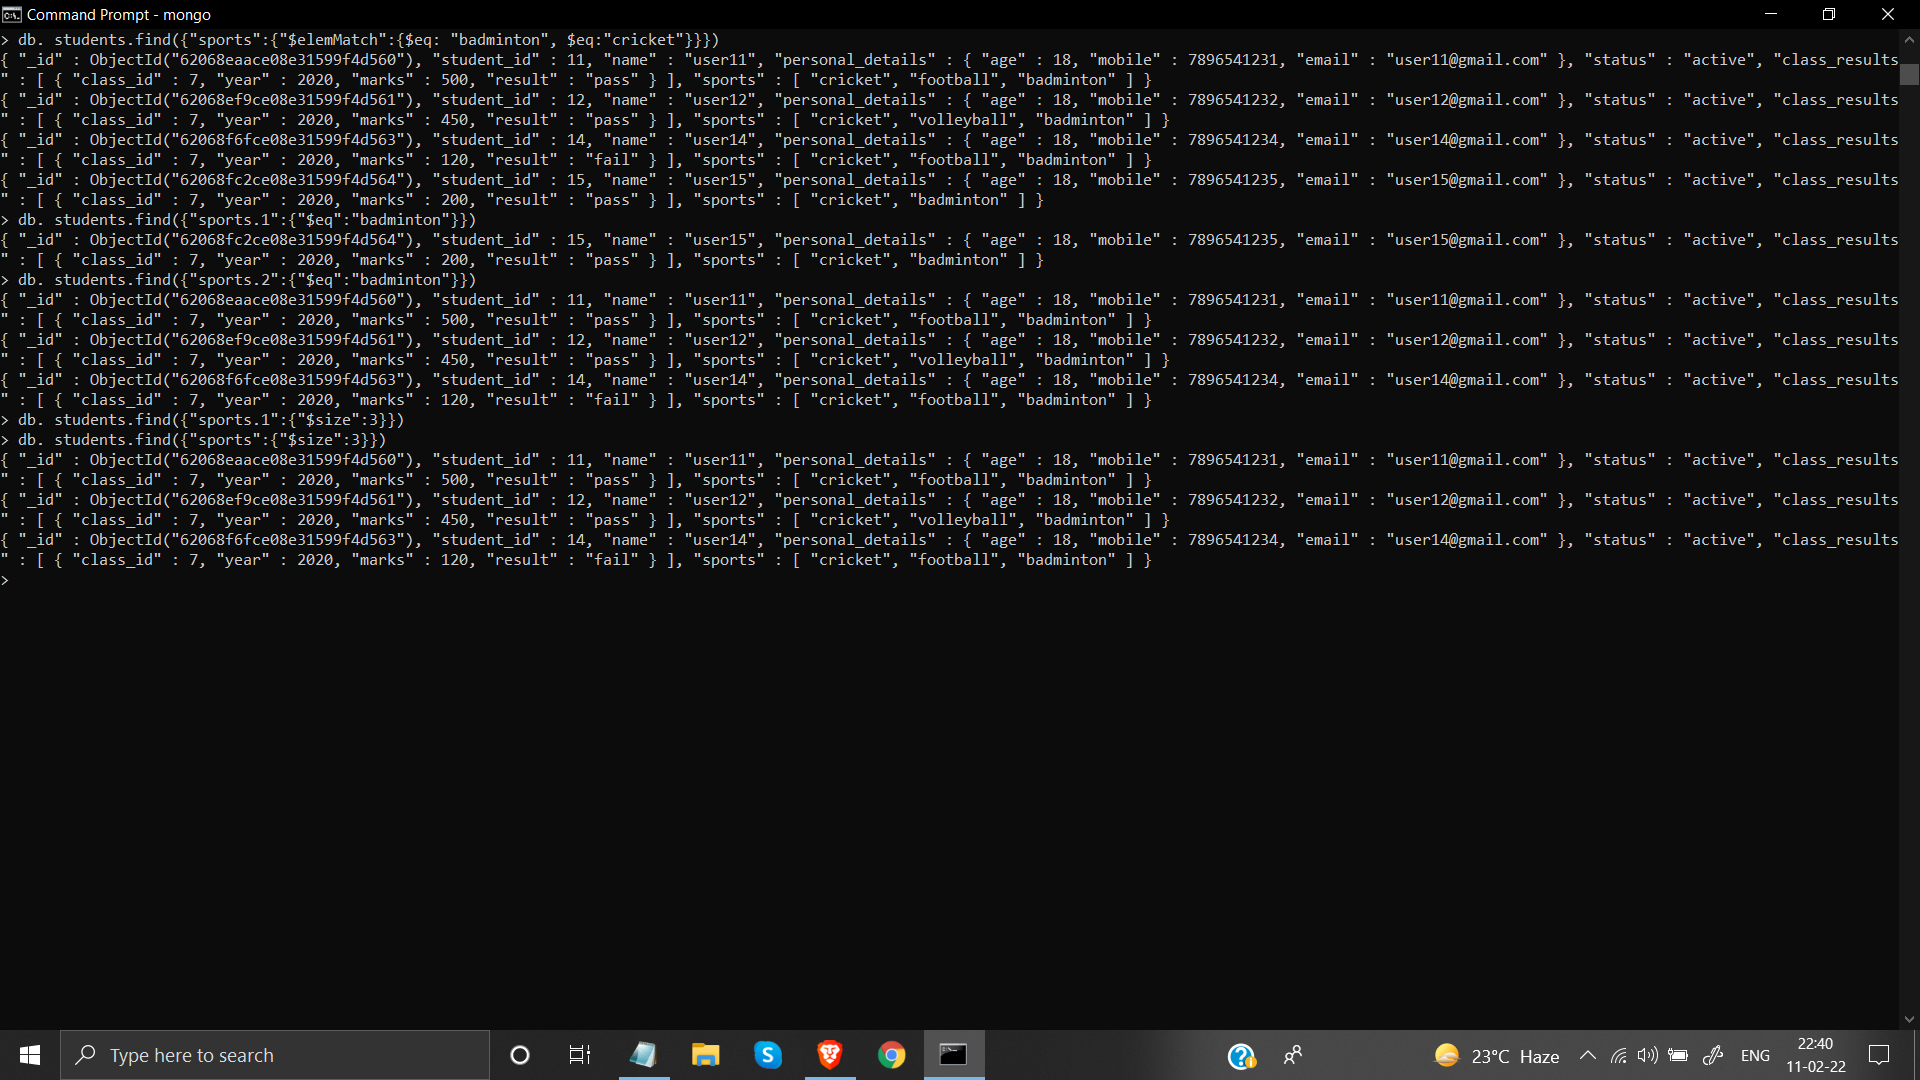 Command Prompt - mongo
> db. students.find({"sports":{"$elemMatch":{$eq: "badminton", $eq:"cricket"}}})
{ "_id" : ObjectId("62068eaace08e31599f4d560"), "student_id" : 11, "name" : "user11", "personal_details" : { "age" : 18, "mobile" : 7896541231, "email" : "user11@gmail.com" }, "status" : "active", "class_results
" : [ { "class_id" : 7, "year" : 2020, "marks" : 500, "result" : "pass" } ], "sports" : [ "cricket", "football", "badminton" ] }
{ "_id" : ObjectId("62068ef9ce08e31599f4d561"), "student_id" : 12, "name" : "user12", "personal_details" : { "age" : 18, "mobile" : 7896541232, "email" : "user12@gmail.com" }, "status" : "active", "class_results
" : [ { "class_id" : 7, "year" : 2020, "marks" : 450, "result" : "pass" } ], "sports" : [ "cricket", "volleyball", "badminton" ] }
{ "_id" : ObjectId("62068f6fce08e31599f4d563"), "student_id" : 14, "name" : "user14", "personal_details" : { "age" : 18, "mobile" : 7896541234, "email" : "user14@gmail.com" }, "status" : "active", "class_results
" : [ { "class_id" : 7, "year" : 2020, "marks" : 120, "result" : "fail" } ], "sports" : [ "cricket", "football", "badminton" ] }
{ "_id" : ObjectId("62068fc2ce08e31599f4d564"), "student_id" : 15, "name" : "user15", "personal_details" : { "age" : 18, "mobile" : 7896541235, "email" : "user15@gmail.com" }, "status" : "active", "class_results
" : [ { "class_id" : 7, "year" : 2020, "marks" : 200, "result" : "pass" } ], "sports" : [ "cricket", "badminton" ] }
> db. students.find({"sports.1":{"$eq":"badminton"}})
{ "_id" : ObjectId("62068fc2ce08e31599f4d564"), "student_id" : 15, "name" : "user15", "personal_details" : { "age" : 18, "mobile" : 7896541235, "email" : "user15@gmail.com" }, "status" : "active", "class_results
" : [ { "class_id" : 7, "year" : 2020, "marks" : 200, "result" : "pass" } ], "sports" : [ "cricket", "badminton" ] }
> db. students.find({"sports.2":{"$eq":"badminton"}})
{ "_id" : ObjectId("62068eaace08e31599f4d560"), "student_id" : 11, "name" : "user11", "personal_details" : { "age" : 18, "mobile" : 7896541231, "email" : "user11@gmail.com" }, "status" : "active", "class_results
" : [ { "class_id" : 7, "year" : 2020, "marks" : 500, "result" : "pass" } ], "sports" : [ "cricket", "football", "badminton" ] }
{ "_id" : ObjectId("62068ef9ce08e31599f4d561"), "student_id" : 12, "name" : "user12", "personal_details" : { "age" : 18, "mobile" : 7896541232, "email" : "user12@gmail.com" }, "status" : "active", "class_results
" : [ { "class_id" : 7, "year" : 2020, "marks" : 450, "result" : "pass" } ], "sports" : [ "cricket", "volleyball", "badminton" ] }
{ "_id" : ObjectId("62068f6fce08e31599f4d563"), "student_id" : 14, "name" : "user14", "personal_details" : { "age" : 18, "mobile" : 7896541234, "email" : "user14@gmail.com" }, "status" : "active", "class_results
" : [ { "class_id" : 7, "year" : 2020, "marks" : 120, "result" : "fail" } ], "sports" : [ "cricket", "football", "badminton" ] }
> db. students.find({"sports.1":{"$size":3}})
> db. students.find({"sports":{"$size":3}})
{ "_id" : ObjectId("62068eaace08e31599f4d560"), "student_id" : 11, "name" : "user11", "personal_details" : { "age" : 18, "mobile" : 7896541231, "email" : "user11@gmail.com" }, "status" : "active", "class_results
" : [ { "class_id" : 7, "year" : 2020, "marks" : 500, "result" : "pass" } ], "sports" : [ "cricket", "football", "badminton" ] }
{ "_id" : ObjectId("62068ef9ce08e31599f4d561"), "student_id" : 12, "name" : "user12", "personal_details" : { "age" : 18, "mobile" : 7896541232, "email" : "user12@gmail.com" }, "status" : "active", "class_results
" : [ { "class_id" : 7, "year" : 2020, "marks" : 450, "result" : "pass" } ], "sports" : [ "cricket", "volleyball", "badminton" ] }
{ "_id" : ObjectId("62068f6fce08e31599f4d563"), "student_id" : 14, "name" : "user14", "personal_details" : { "age" : 18, "mobile" : 7896541234, "email" : "user14@gmail.com" }, "status" : "active", "class_results
" : [ { "class_id" : 7, "year" : 2020, "marks" : 120, "result" : "fail" } ], "sports" : [ "cricket", "football", "badminton" ] }
>
Type here to search
23°C Haze
ENG
22:40
11-02-22